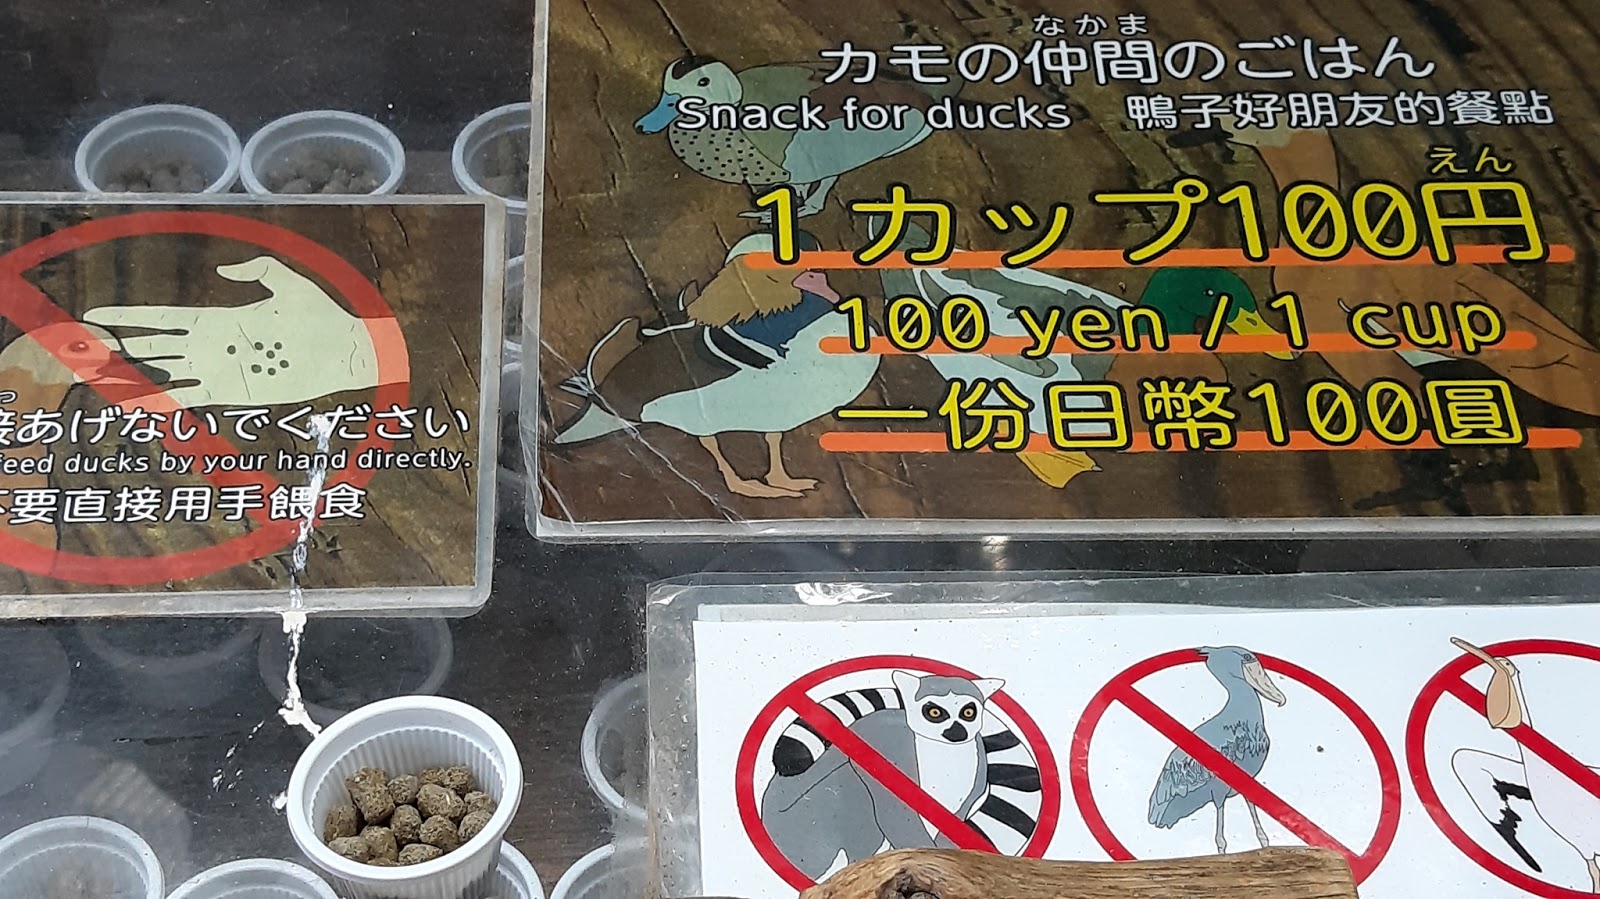 なかま
カモの仲間のごはん
Snack for ducks 鴨子好朋友的餐點
えん
1カップ100円
100 yen / 1 cup
一份日幣100圓
接あげないでください
feed ducks by your hand directly.
不要直接用手餵食